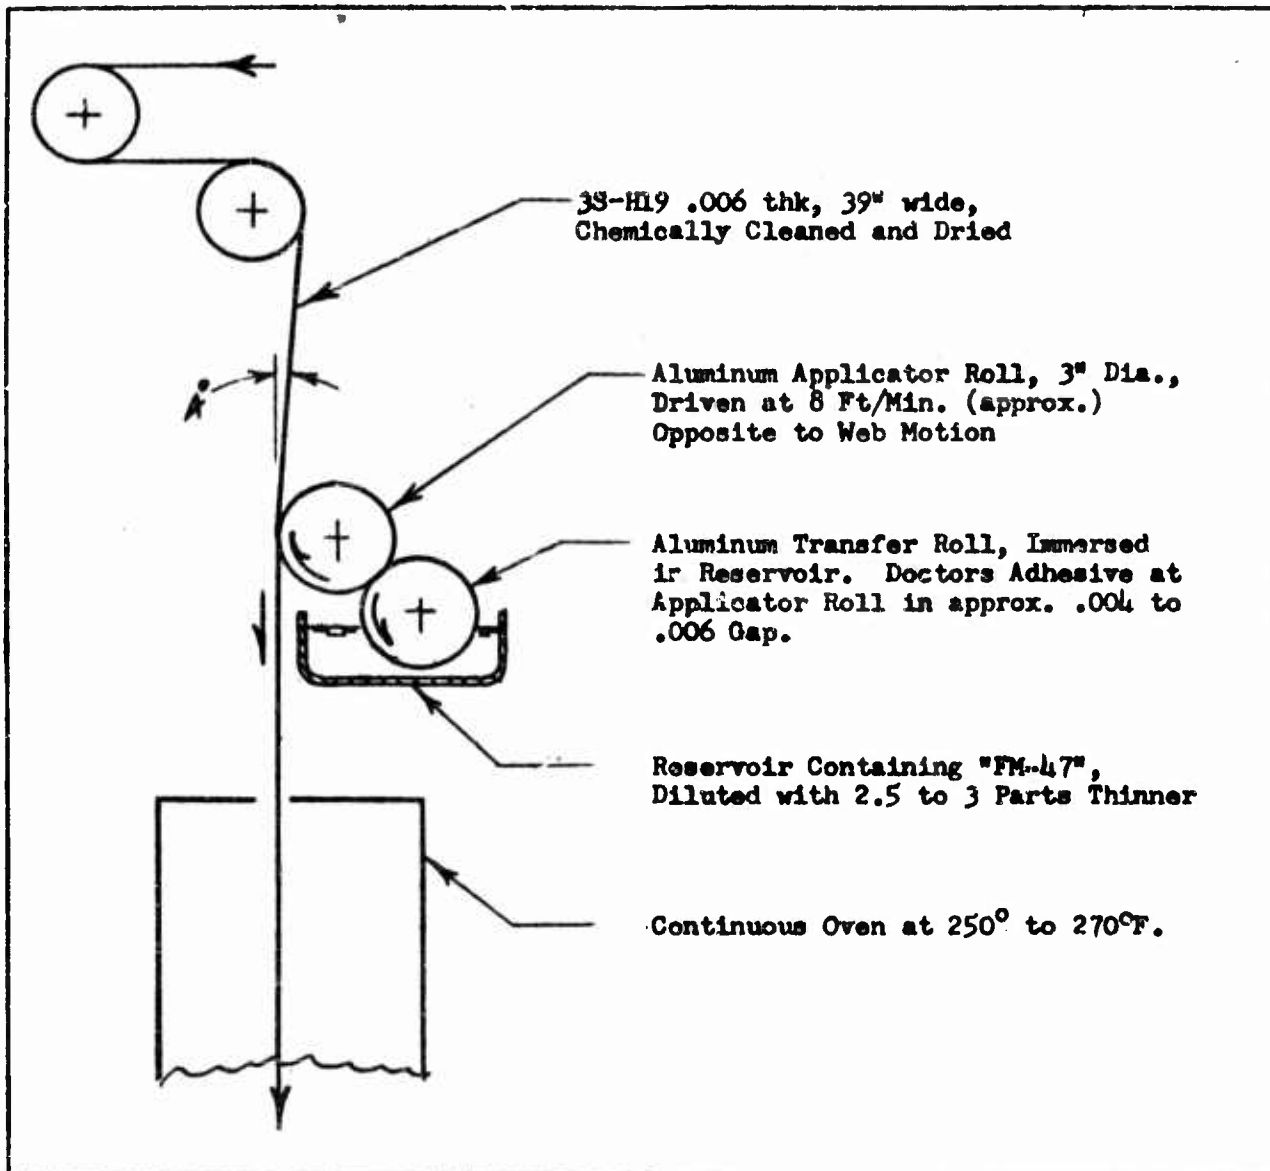 3S-H19 .006 thk, 39" wide,
Chemically Cleaned and Dried
Aluminum Applicator Roll, 3" Dia.,
Driven at 8 Ft/Min. (approx.)
Opposite to Web Motion
Aluminum Transfer Roll, Immersed
ir Reservoir. Doctors Adhesive at
Applicator Roll in approx. .004 to
.006 Gap.
Reservoir Containing "FM-47",
Diluted with 2.5 to 3 Parts Thinner
Continuous Oven at 250° to 270°F.